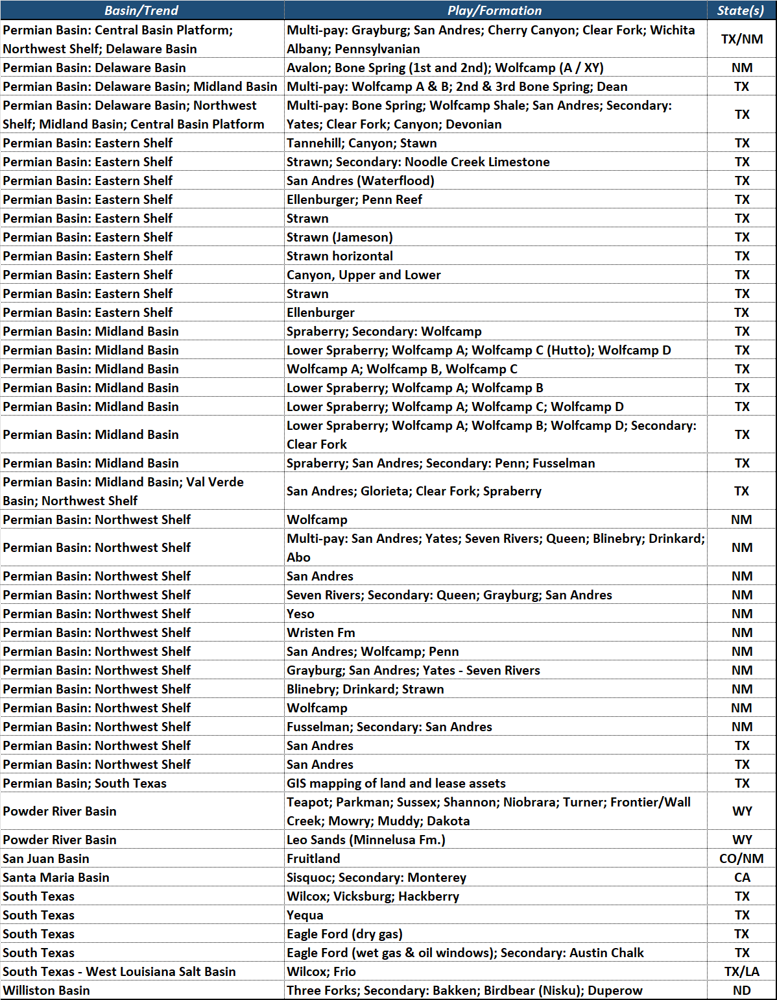 Basin/Trend Play/Formation State(s)
Permian Basin: Central Basin Platform; Multi-pay: Grayburg; San Andres; Cherry Canyon; Clear Fork; Wichita TX/NM
Northwest Shelf; Delaware Basin Albany; Pennsylvanian
Permian Basin: Delaware Basin Avalon; Bone Spring (1st and 2nd); Wolfcamp (A / XY) NM
Permian Basin: Delaware Basin; Midland Basin Multi-pay: Wolfcamp A & B; 2nd & 3rd Bone Spring; Dean TX
Permian Basin: Delaware Basin; Northwest Multi-pay: Bone Spring; Wolfcamp Shale; San Andres; Secondary: TX
Shelf; Midland Basin; Central Basin Platform Yates; Clear Fork; Canyon; Devonian
Permian Basin: Eastern Shelf Tannehill; Canyon; Stawn TX
Permian Basin: Eastern Shelf Strawn; Secondary: Noodle Creek Limestone TX
Permian Basin: Eastern Shelf San Andres (Waterflood) TX
Permian Basin: Eastern Shelf Ellenburger; Penn Reef TX
Permian Basin: Eastern Shelf Strawn TX
Permian Basin: Eastern Shelf Strawn (Jameson) TX
Permian Basin: Eastern Shelf Strawn horizontal TX
Permian Basin: Eastern Shelf Canyon, Upper and Lower TX
Permian Basin: Eastern Shelf Strawn TX
Permian Basin: Eastern Shelf Ellenburger TX
Permian Basin: Midland Basin Spraberry; Secondary: Wolfcamp TX
Permian Basin: Midland Basin Lower Spraberry; Wolfcamp A; Wolfcamp C (Hutto); Wolfcamp D TX
Permian Basin: Midland Basin Wolfcamp A; Wolfcamp B, Wolfcamp C TX
Permian Basin: Midland Basin Lower Spraberry; Wolfcamp A; Wolfcamp B TX
Permian Basin: Midland Basin Lower Spraberry; Wolfcamp A; Wolfcamp C; Wolfcamp D TX
Permian Basin: Midland Basin Lower Spraberry; Wolfcamp A; Wolfcamp B; Wolfcamp D; Secondary: TX
Clear Fork
Permian Basin: Midland Basin Spraberry; San Andres; Secondary: Penn; Fusselman TX
Permian Basin: Midland Basin; Val Verde San Andres; Glorieta; Clear Fork; Spraberry TX
Basin; Northwest Shelf
Permian Basin: Northwest Shelf Wolfcamp NM
Permian Basin: Northwest Shelf Multi-pay: San Andres; Yates; Seven Rivers; Queen; Blinebry; Drinkard; NM
Abo
Permian Basin: Northwest Shelf San Andres NM
Permian Basin: Northwest Shelf Seven Rivers; Secondary: Queen; Grayburg; San Andres NM
Permian Basin: Northwest Shelf Yeso NM
Permian Basin: Northwest Shelf Wristen Fm NM
Permian Basin: Northwest Shelf San Andres; Wolfcamp; Penn NM
Permian Basin: Northwest Shelf Grayburg; San Andres; Yates - Seven Rivers NM
Permian Basin: Northwest Shelf Blinebry; Drinkard; Strawn NM
Permian Basin: Northwest Shelf Wolfcamp NM
Permian Basin: Northwest Shelf Fusselman; Secondary: San Andres NM
Permian Basin: Northwest Shelf San Andres TX
Permian Basin: Northwest Shelf San Andres TX
Permian Basin; South Texas GIS mapping of land and lease assets TX
Powder River Basin Teapot; Parkman; Sussex; Shannon; Niobrara; Turner; Frontier/Wall WY
Creek; Mowry; Muddy; Dakota
Powder River Basin Leo Sands (Minnelusa Fm.) WY
San Juan Basin Fruitland CO/NM
Santa Maria Basin Sisquoc; Secondary: Monterey CA
South Texas Wilcox; Vicksburg; Hackberry TX
South Texas Yequa TX
South Texas Eagle Ford (dry gas) TX
South Texas Eagle Ford (wet gas & oil windows); Secondary: Austin Chalk TX
South Texas - West Louisiana Salt Basin Wilcox; Frio TX/LA
Williston Basin Three Forks; Secondary: Bakken; Birdbear (Nisku); Duperow ND